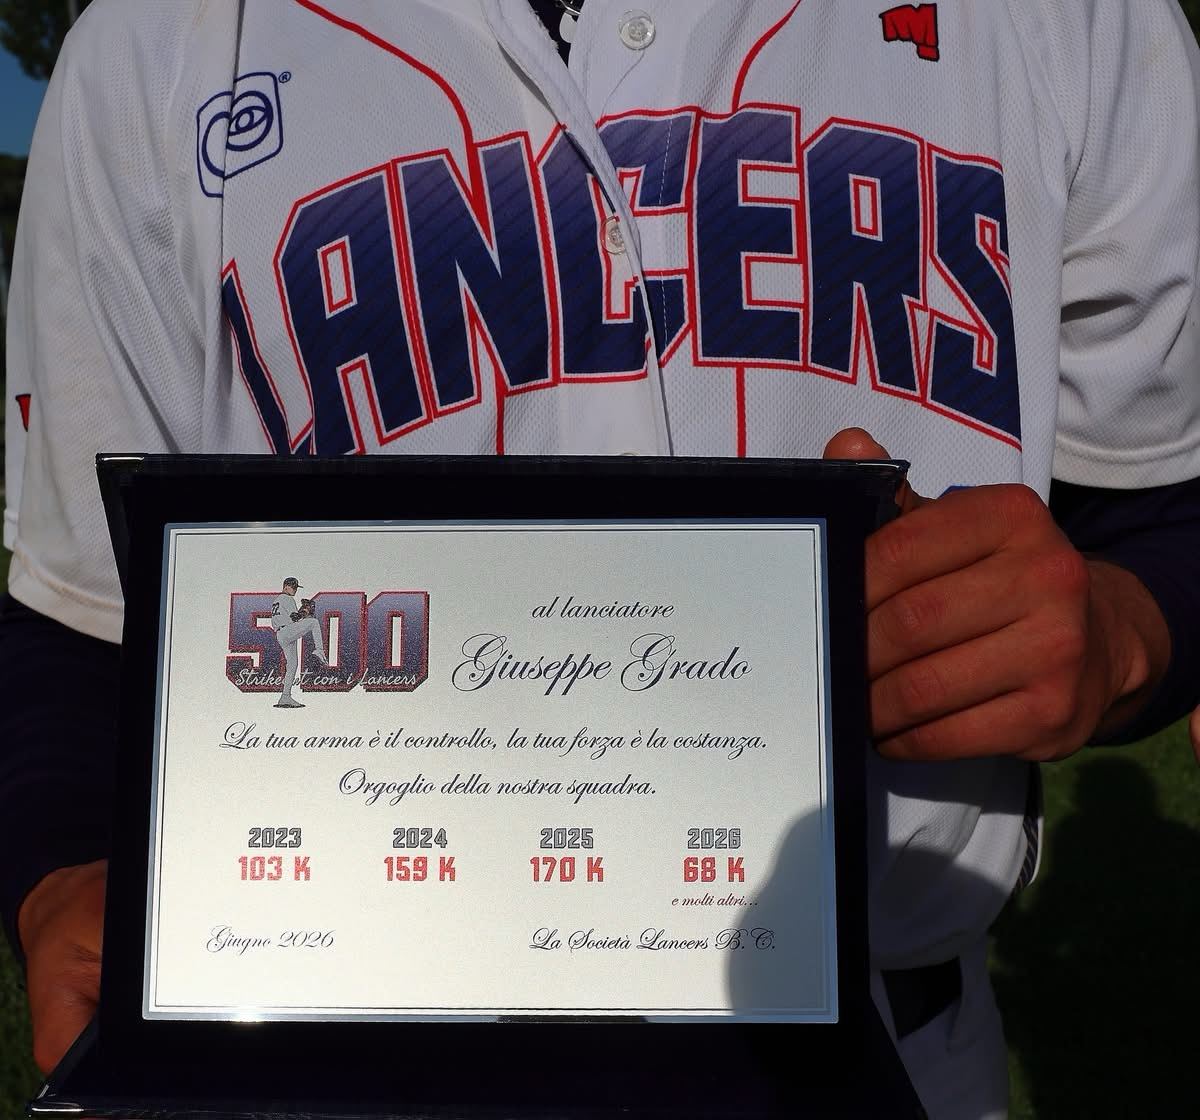 LANCERS
500
Strikeout con i Lancers
al lanciatore
Giuseppe Grado
La tua arma è il controllo, la tua forza è la costanza.
Orgoglio della nostra squadra.
2023 2024 2025 2026
103 K 159 K 170 K 68 K
e molti altri...
Giugno 2026 La Società Lancers B. C.